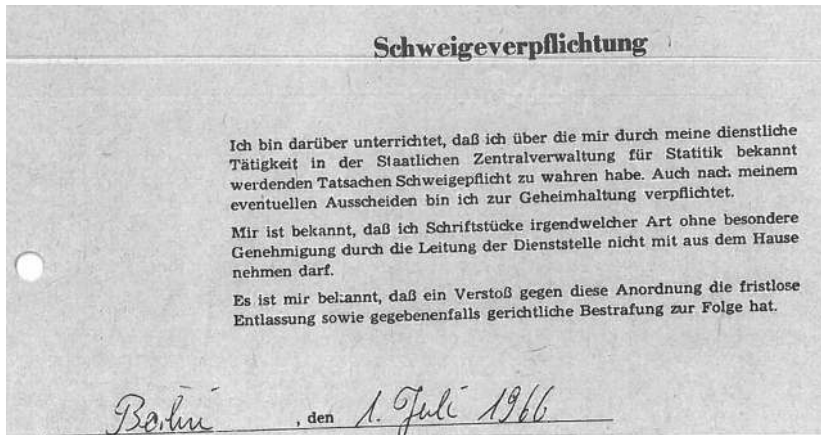 Schweigeverpflichtung
Ich bin darüber unterrichtet, daß ich über die mir durch meine dienstliche
Tätigkeit in der Staatlichen Zentralverwaltung für Statitik bekannt
werdenden Tatsachen Schweigepflicht zu wahren habe. Auch nach meinem
eventuellen Ausscheiden bin ich zur Geheimhaltung verpflichtet.
Mir ist bekannt, daß ich Schriftstücke irgendwelcher Art ohne besondere
Genehmigung durch die Leitung der Dienststelle nicht mit aus dem Hause
nehmen darf.
Es ist mir bekannt, daß ein Verstoß gegen diese Anordnung die fristlose
Entlassung sowie gegebenenfalls gerichtliche Bestrafung zur Folge hat.
Berlin, den 1. Juli 1966